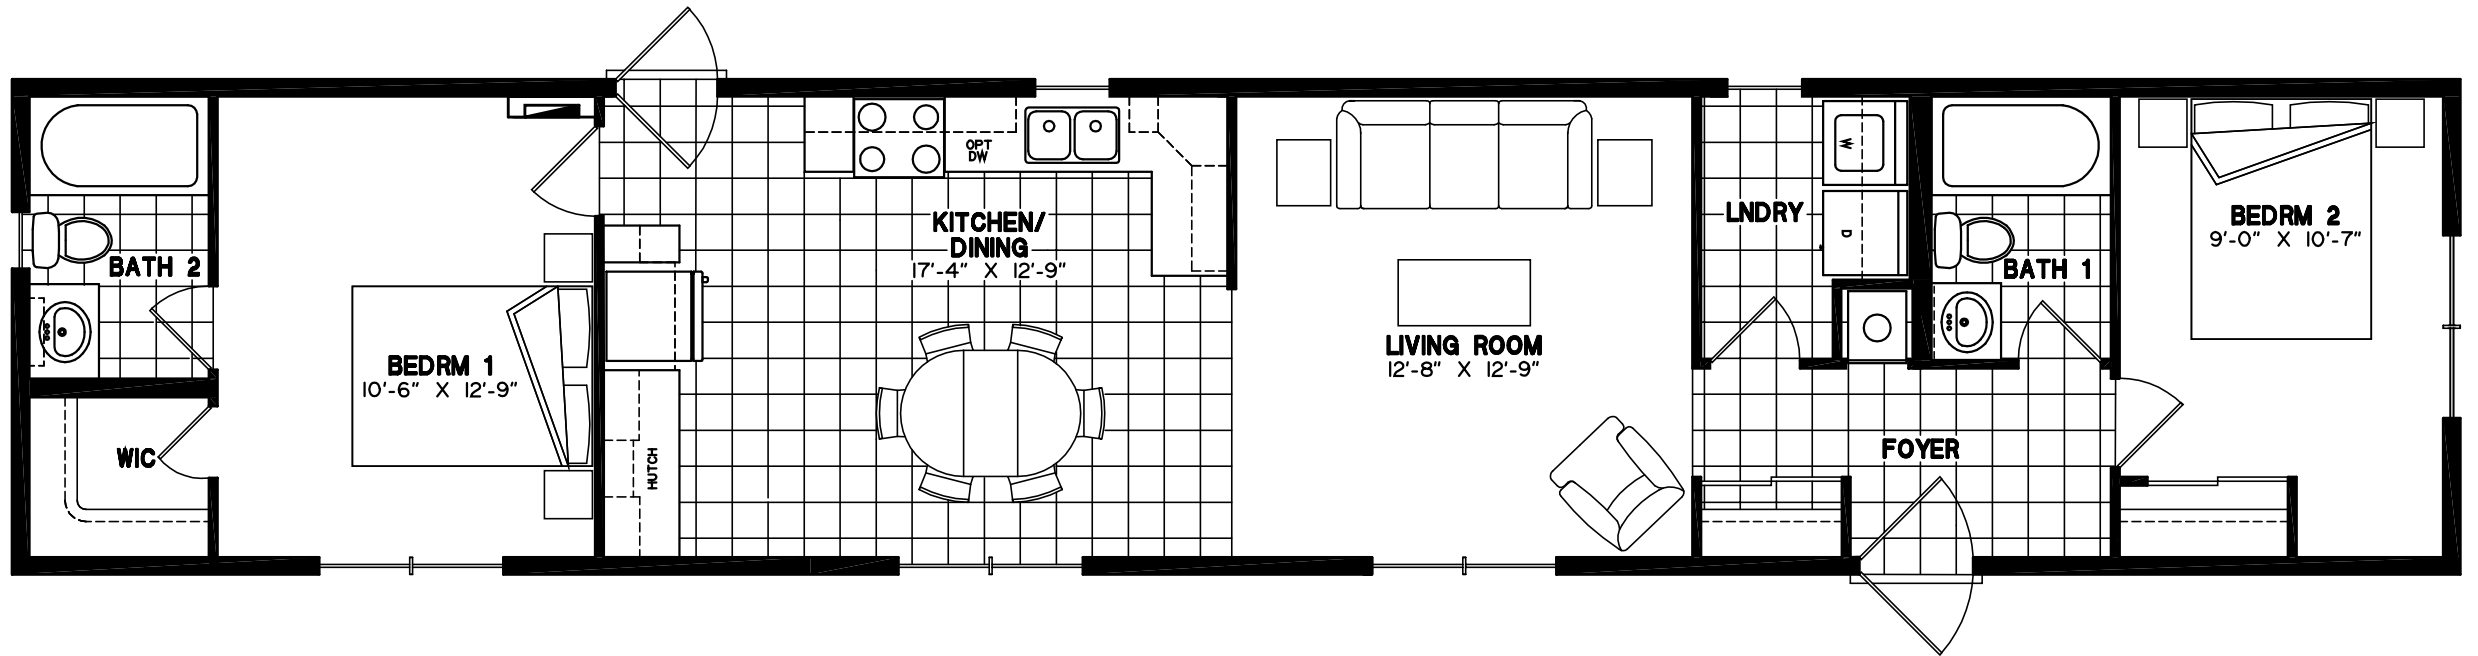 BATH 2
WIC
BEDRM 1
10'-6" X 12'-9"
HUTCH
OPT
DW
KITCHEN/
DINING
17'-4" X 12'-9"
LIVING ROOM
12'-8" X 12'-9"
W
D
LNDRY
BATH 1
FOYER
BEDRM 2
9'-0" X 10'-7"